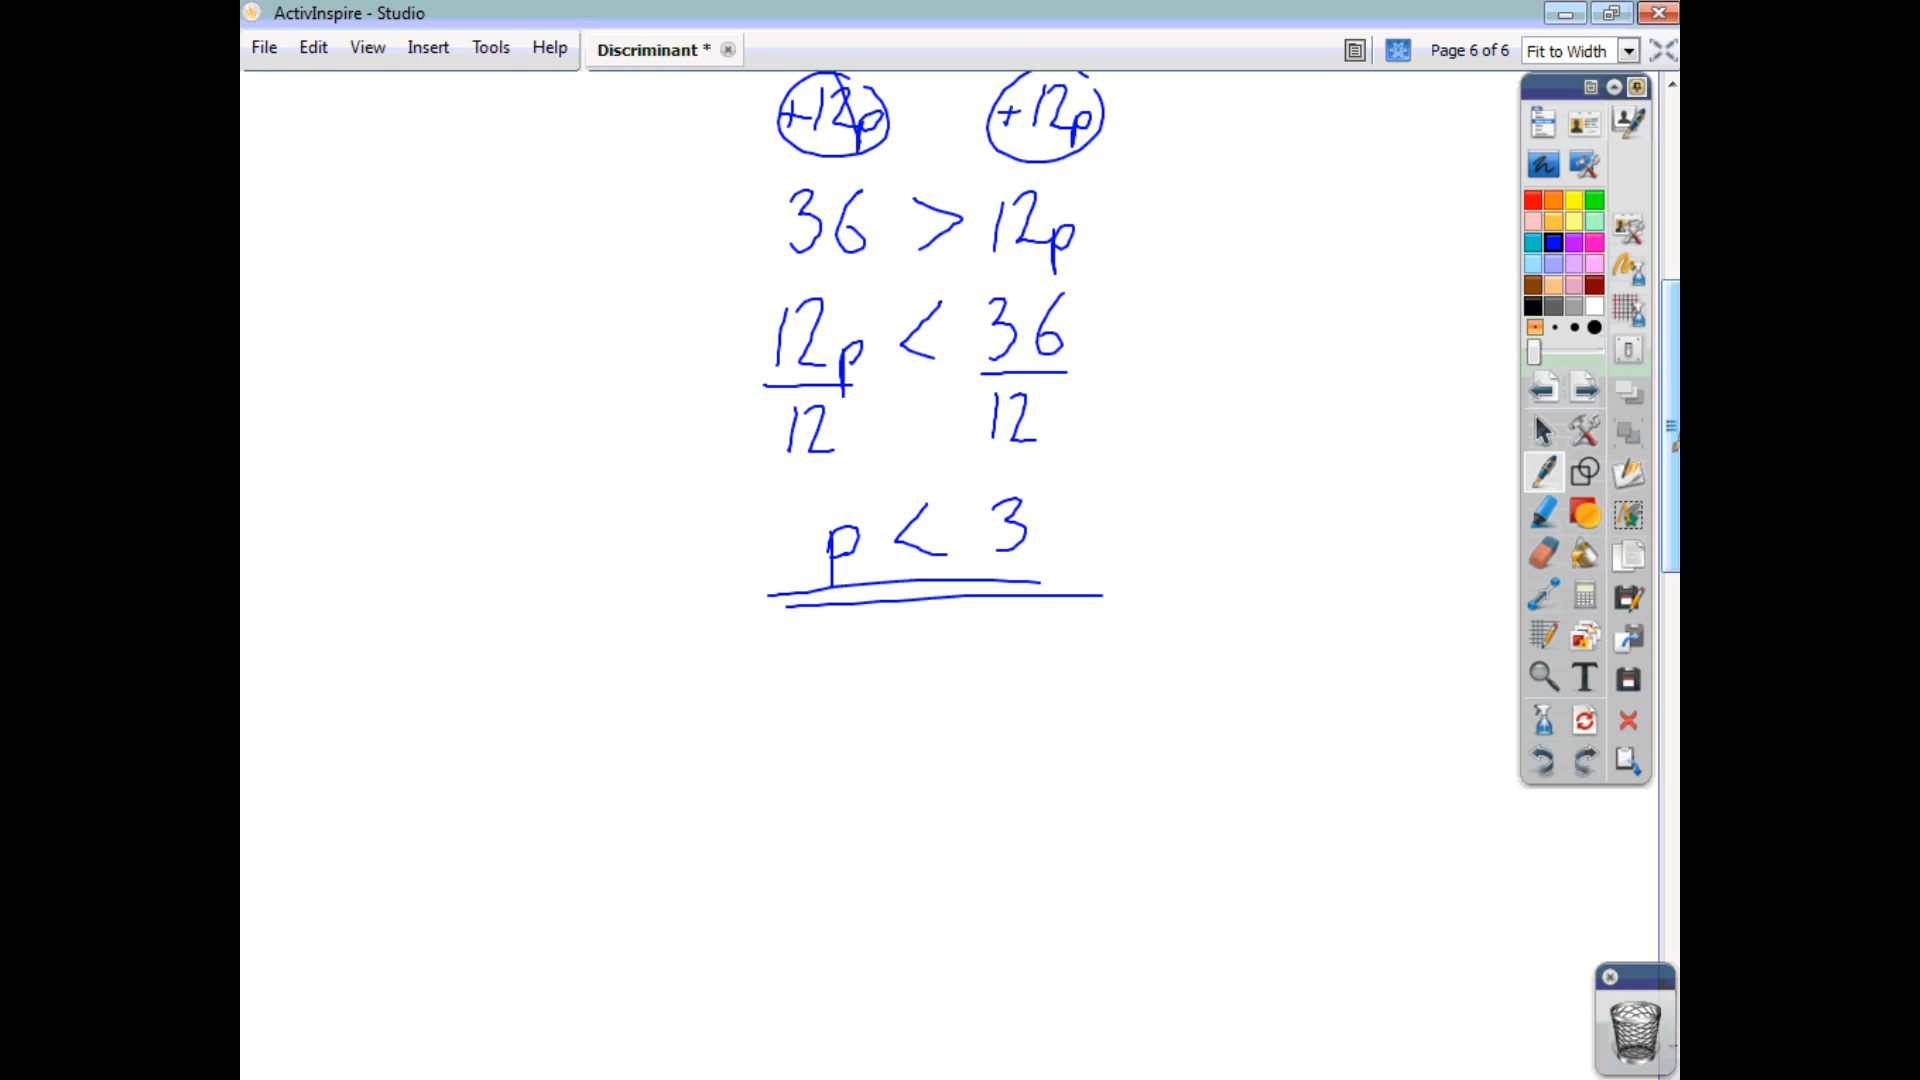 ActivInspire - Studio
File Edit View Insert Tools Help Discriminant * Page 6 of 6 Fit to Width
+12p +12p
36 > 12p
12p < 36
12 12
p < 3
T